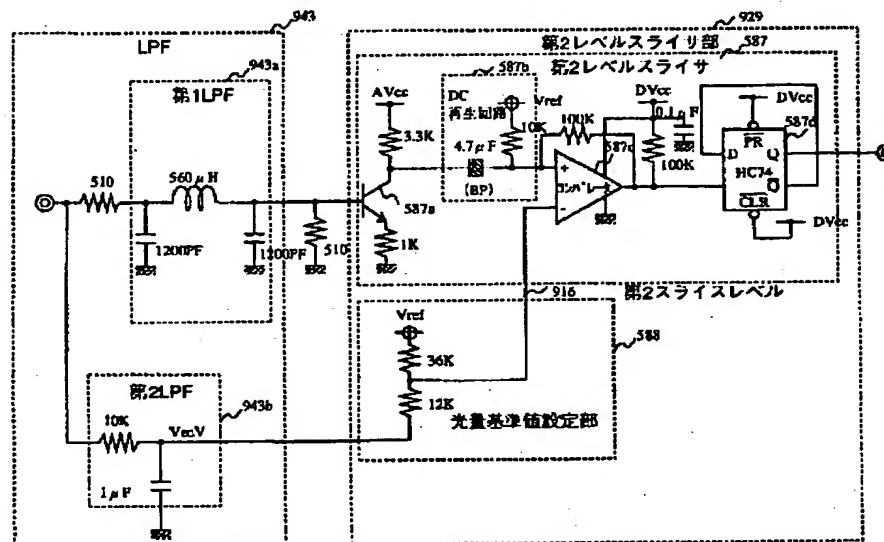 943
LPF
943a
第1LPF
510
560μH
1200PF
1200PF
510
第2LPF
943b
10K
VecV
1μF
929
第2レベルスライサ部
587
第2レベルスライサ
587b
AVcc
DC
再生回路
Vref
3.3K
4.7μF
10K
(BP)
587a
1K
100K
587c
コンパレータ
DVcc
0.1μF
100K
DVcc
587d
PR
D
Q
HC74
Q
CLR
DVcc
第2スライスレベル
916
588
Vref
36K
12K
光量基準値設定部